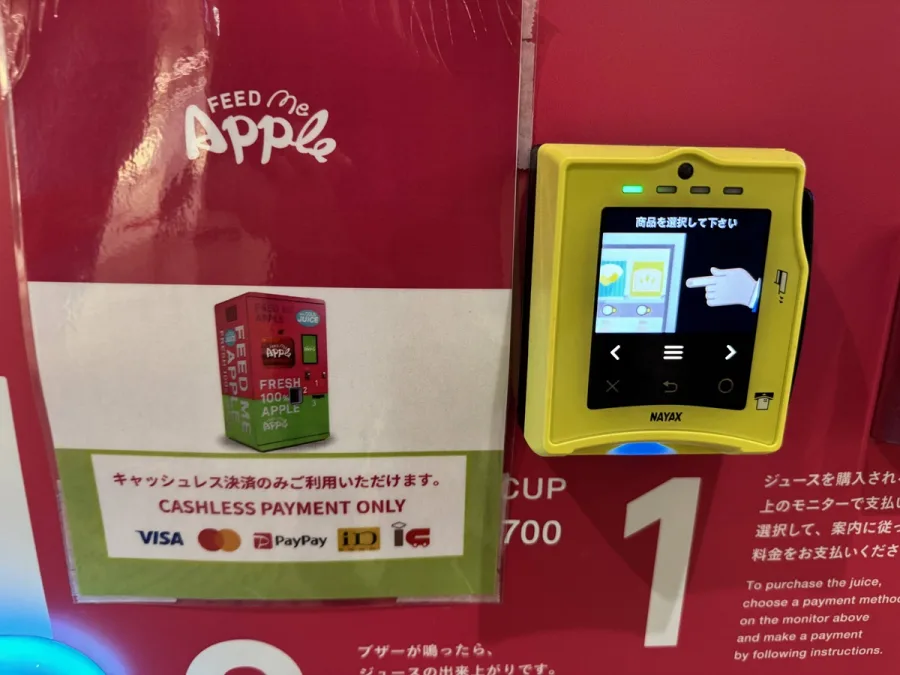 FEED me
Apple
FRESH
100%
APPLE
FEED ME
APPLE
キャッシュレス決済のみご利用いただけます。
CASHLESS PAYMENT ONLY
VISA
PayPay
iD
商品を選択して下さい
NAYAX
CUP
700
1
ジュースを購入され
上のモニターで支払い
選択して、案内に従っ
料金をお支払いくださ
To purchase the juice,
choose a payment metho
on the monitor above
and make a payment
by following instructions.
ブザーが鳴ったら、
ジュースの出来上がりです。